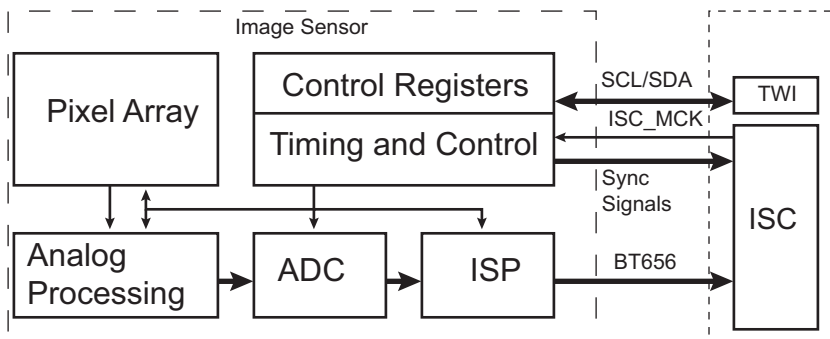 Image Sensor
Pixel Array
Control Registers
Timing and Control
SCL/SDA
TWI
ISC_MCK
Sync
Signals
ISC
Analog
Processing
ADC
ISP
BT656